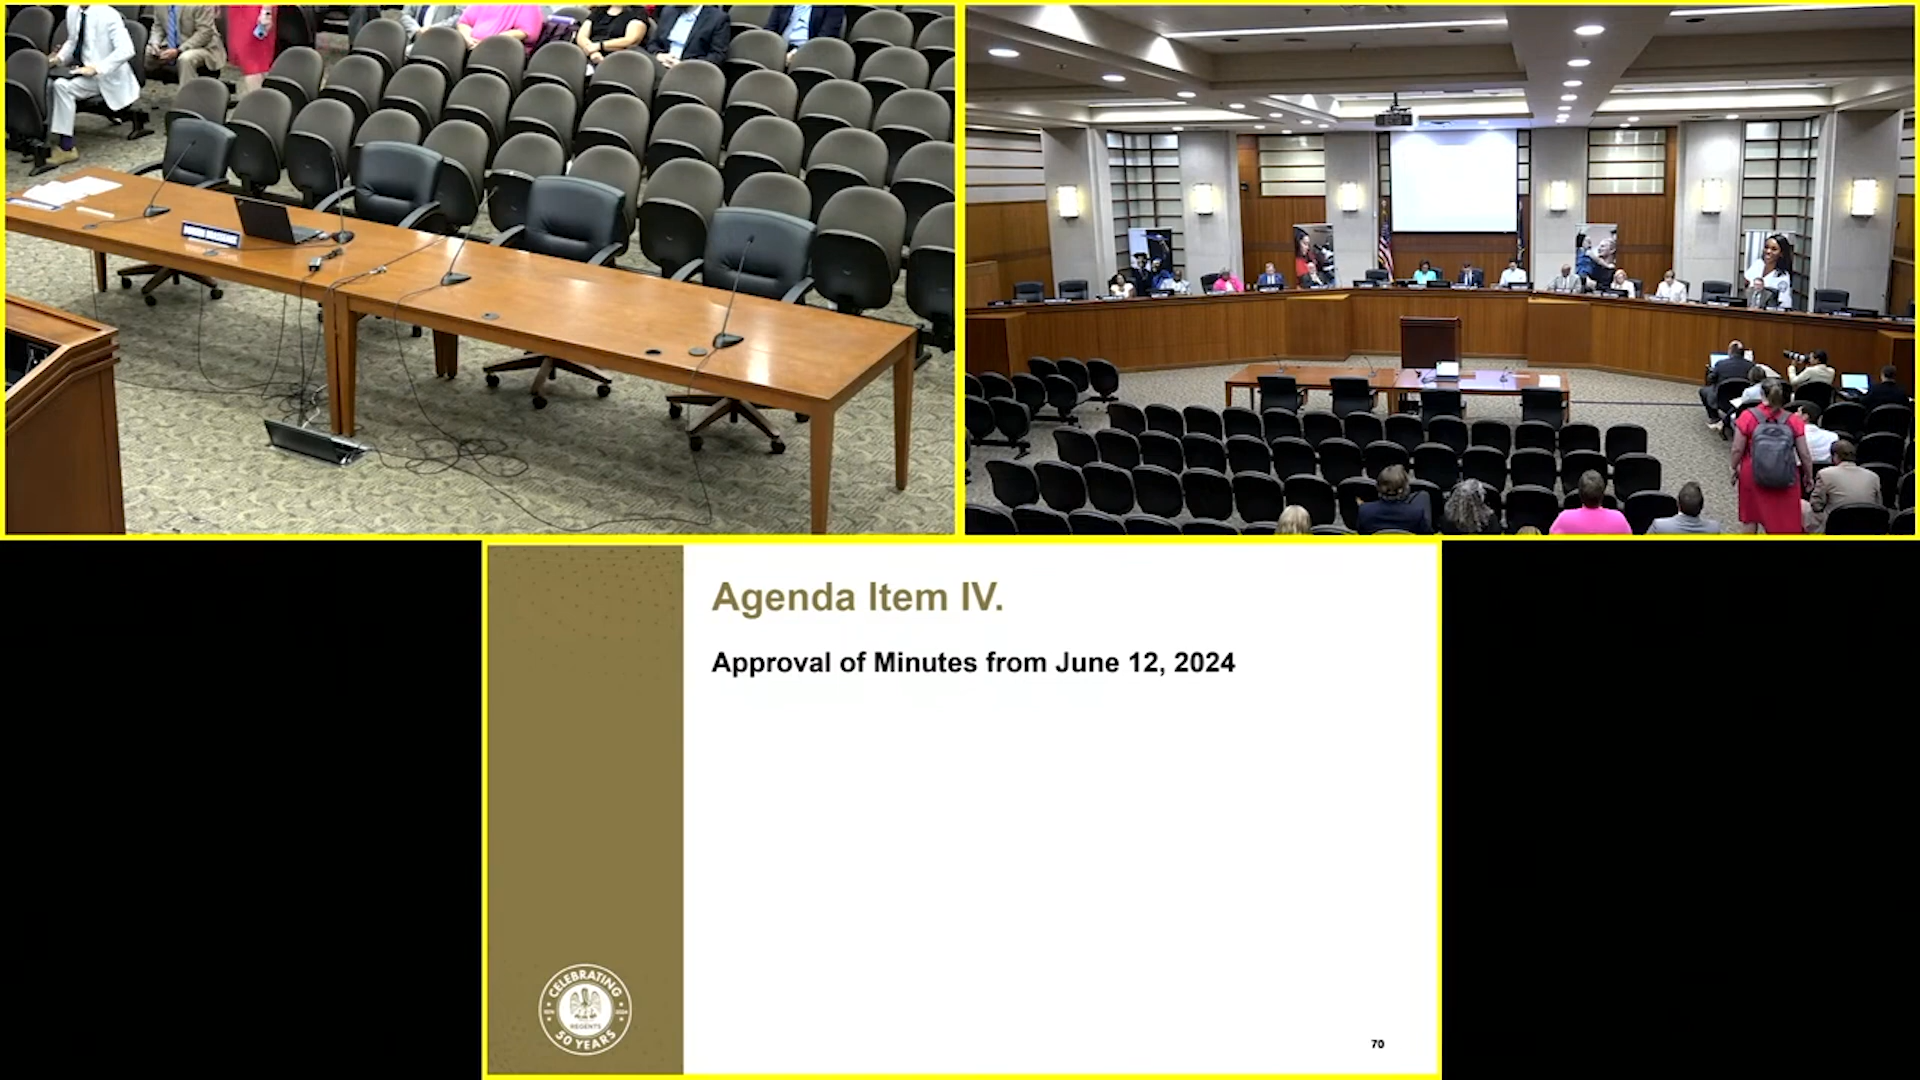 Agenda Item IV.
Approval of Minutes from June 12, 2024
CELEBRATING
REGENTS
50 YEARS
70